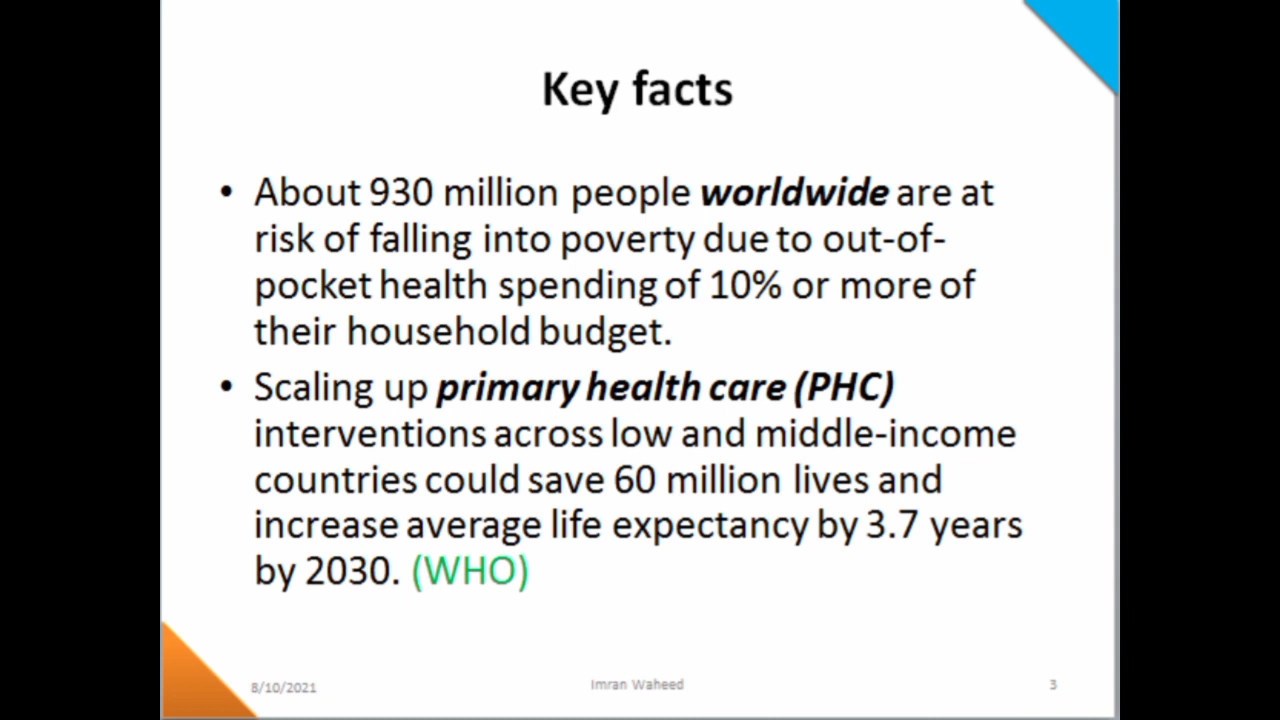 Key facts
• About 930 million people worldwide are at
risk of falling into poverty due to out-of-
pocket health spending of 10% or more of
their household budget.
• Scaling up primary health care (PHC)
interventions across low and middle-income
countries could save 60 million lives and
increase average life expectancy by 3.7 years
by 2030. (WHO)
8/10/2021
Imran Waheed
3